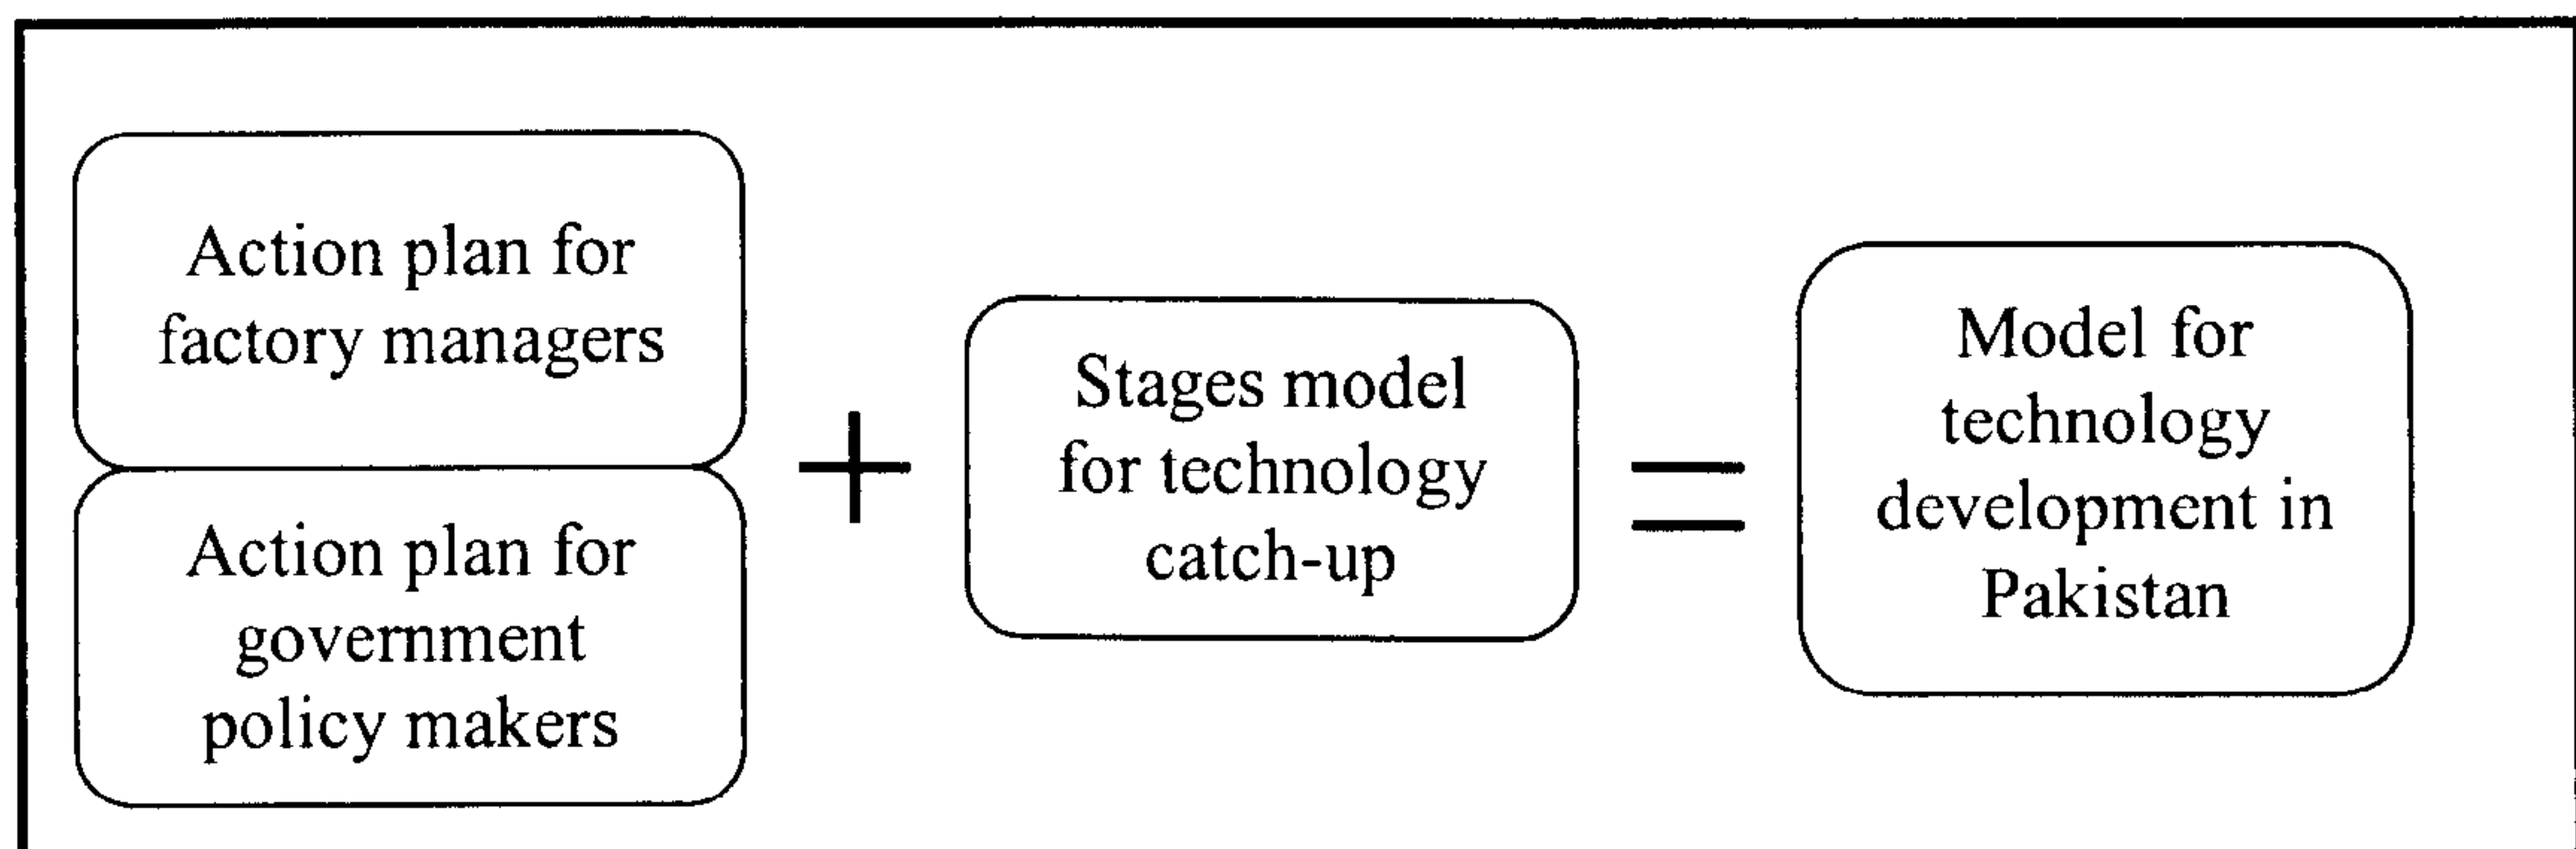 Action plan for
factory managers
Action plan for
government
policy makers
+
Stages model
for technology
catch-up
=
Model for
technology
development in
Pakistan